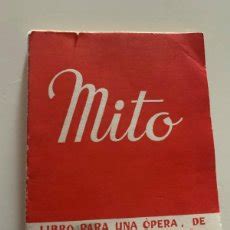 Mito
LIBRO PARA UNA ÓPERA, DE